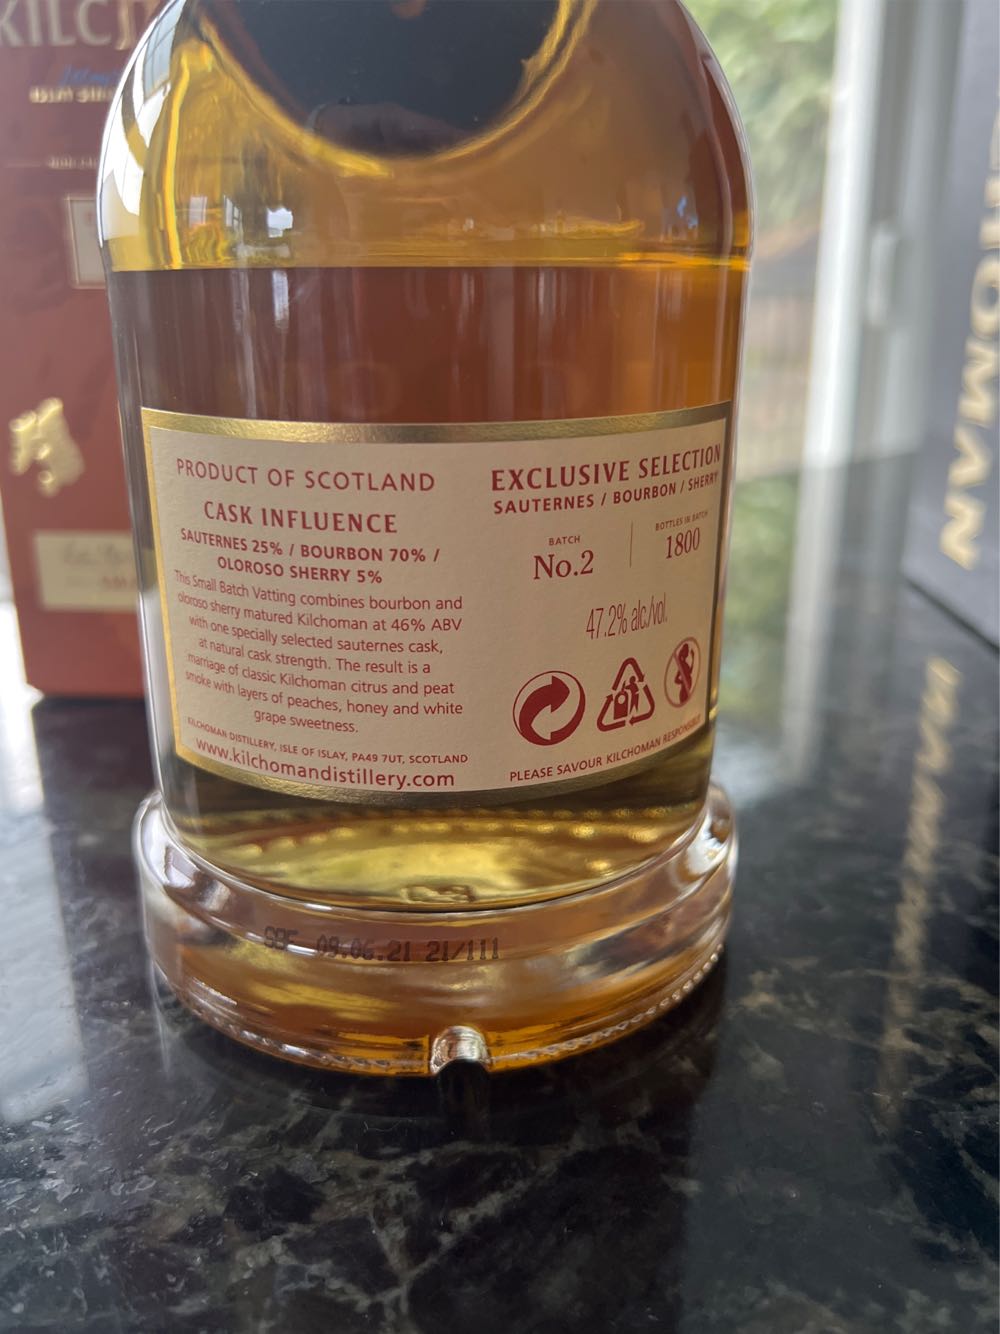 KILC
ISLAY SING
PRODUCT OF SCOTLAND
CASK INFLUENCE
SAUTERNES 25% / BOURBON 70% /
OLOROSO SHERRY 5%
This Small Batch Vatting combines bourbon and
oloroso sherry matured Kilchoman at 46% ABV
with one specially selected sauternes cask,
at natural cask strength. The result is a
marriage of classic Kilchoman citrus and peat
smoke with layers of peaches, honey and white
grape sweetness.
KILCHOMAN DISTILLERY, ISLE OF ISLAY, PA49 7UT, SCOTLAND
www.kilchomandistillery.com
EXCLUSIVE SELECTION
SAUTERNES / BOURBON / SHERRY
BATCH
No.2
BOTTLES IN BATCH
1800
47.2% alc/vol.
PLEASE SAVOUR KILCHOMAN RESPONSIBLY
09.06.21 21/111
HOMAN